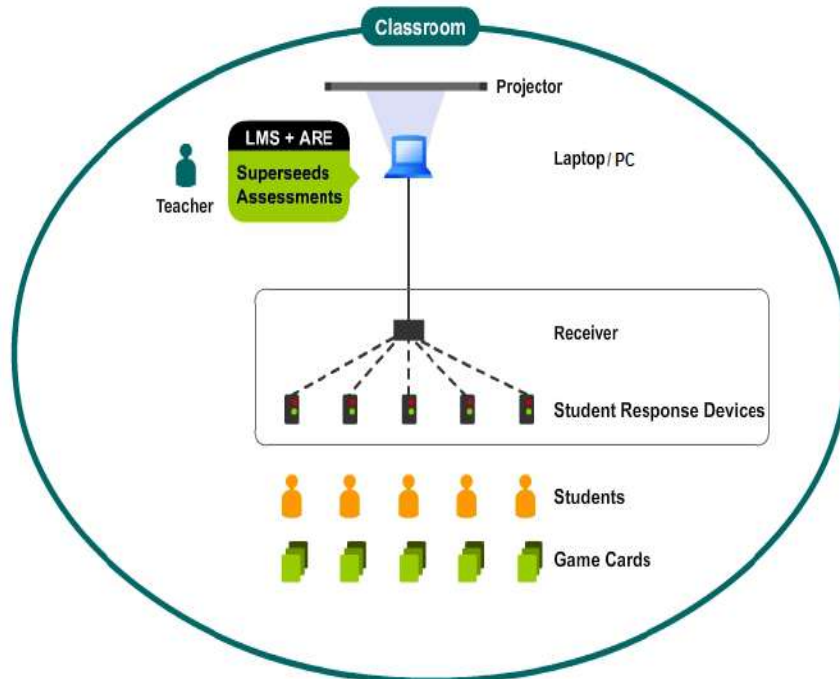 Classroom
Projector
LMS + ARE
Superseeds
Assessments
Laptop / PC
Teacher
Receiver
Student Response Devices
Students
Game Cards